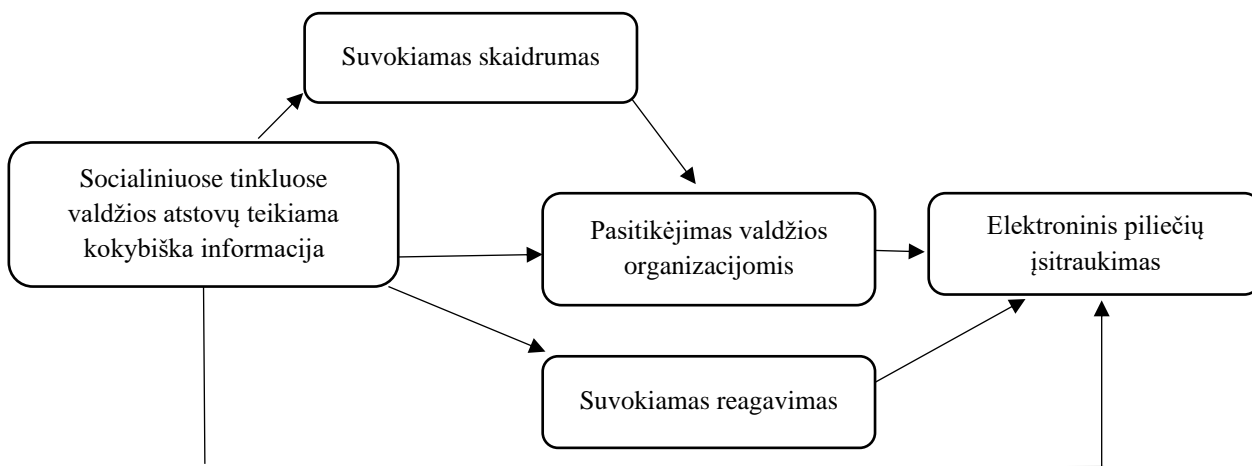 Suvokiamas skaidrumas
Socialiniuose tinkluose
valdžios atstovų teikiama
kokybiška informacija
Pasitikėjimas valdžios
organizacijomis
Elektroninis piliečių
įsitraukimas
Suvokiamas reagavimas